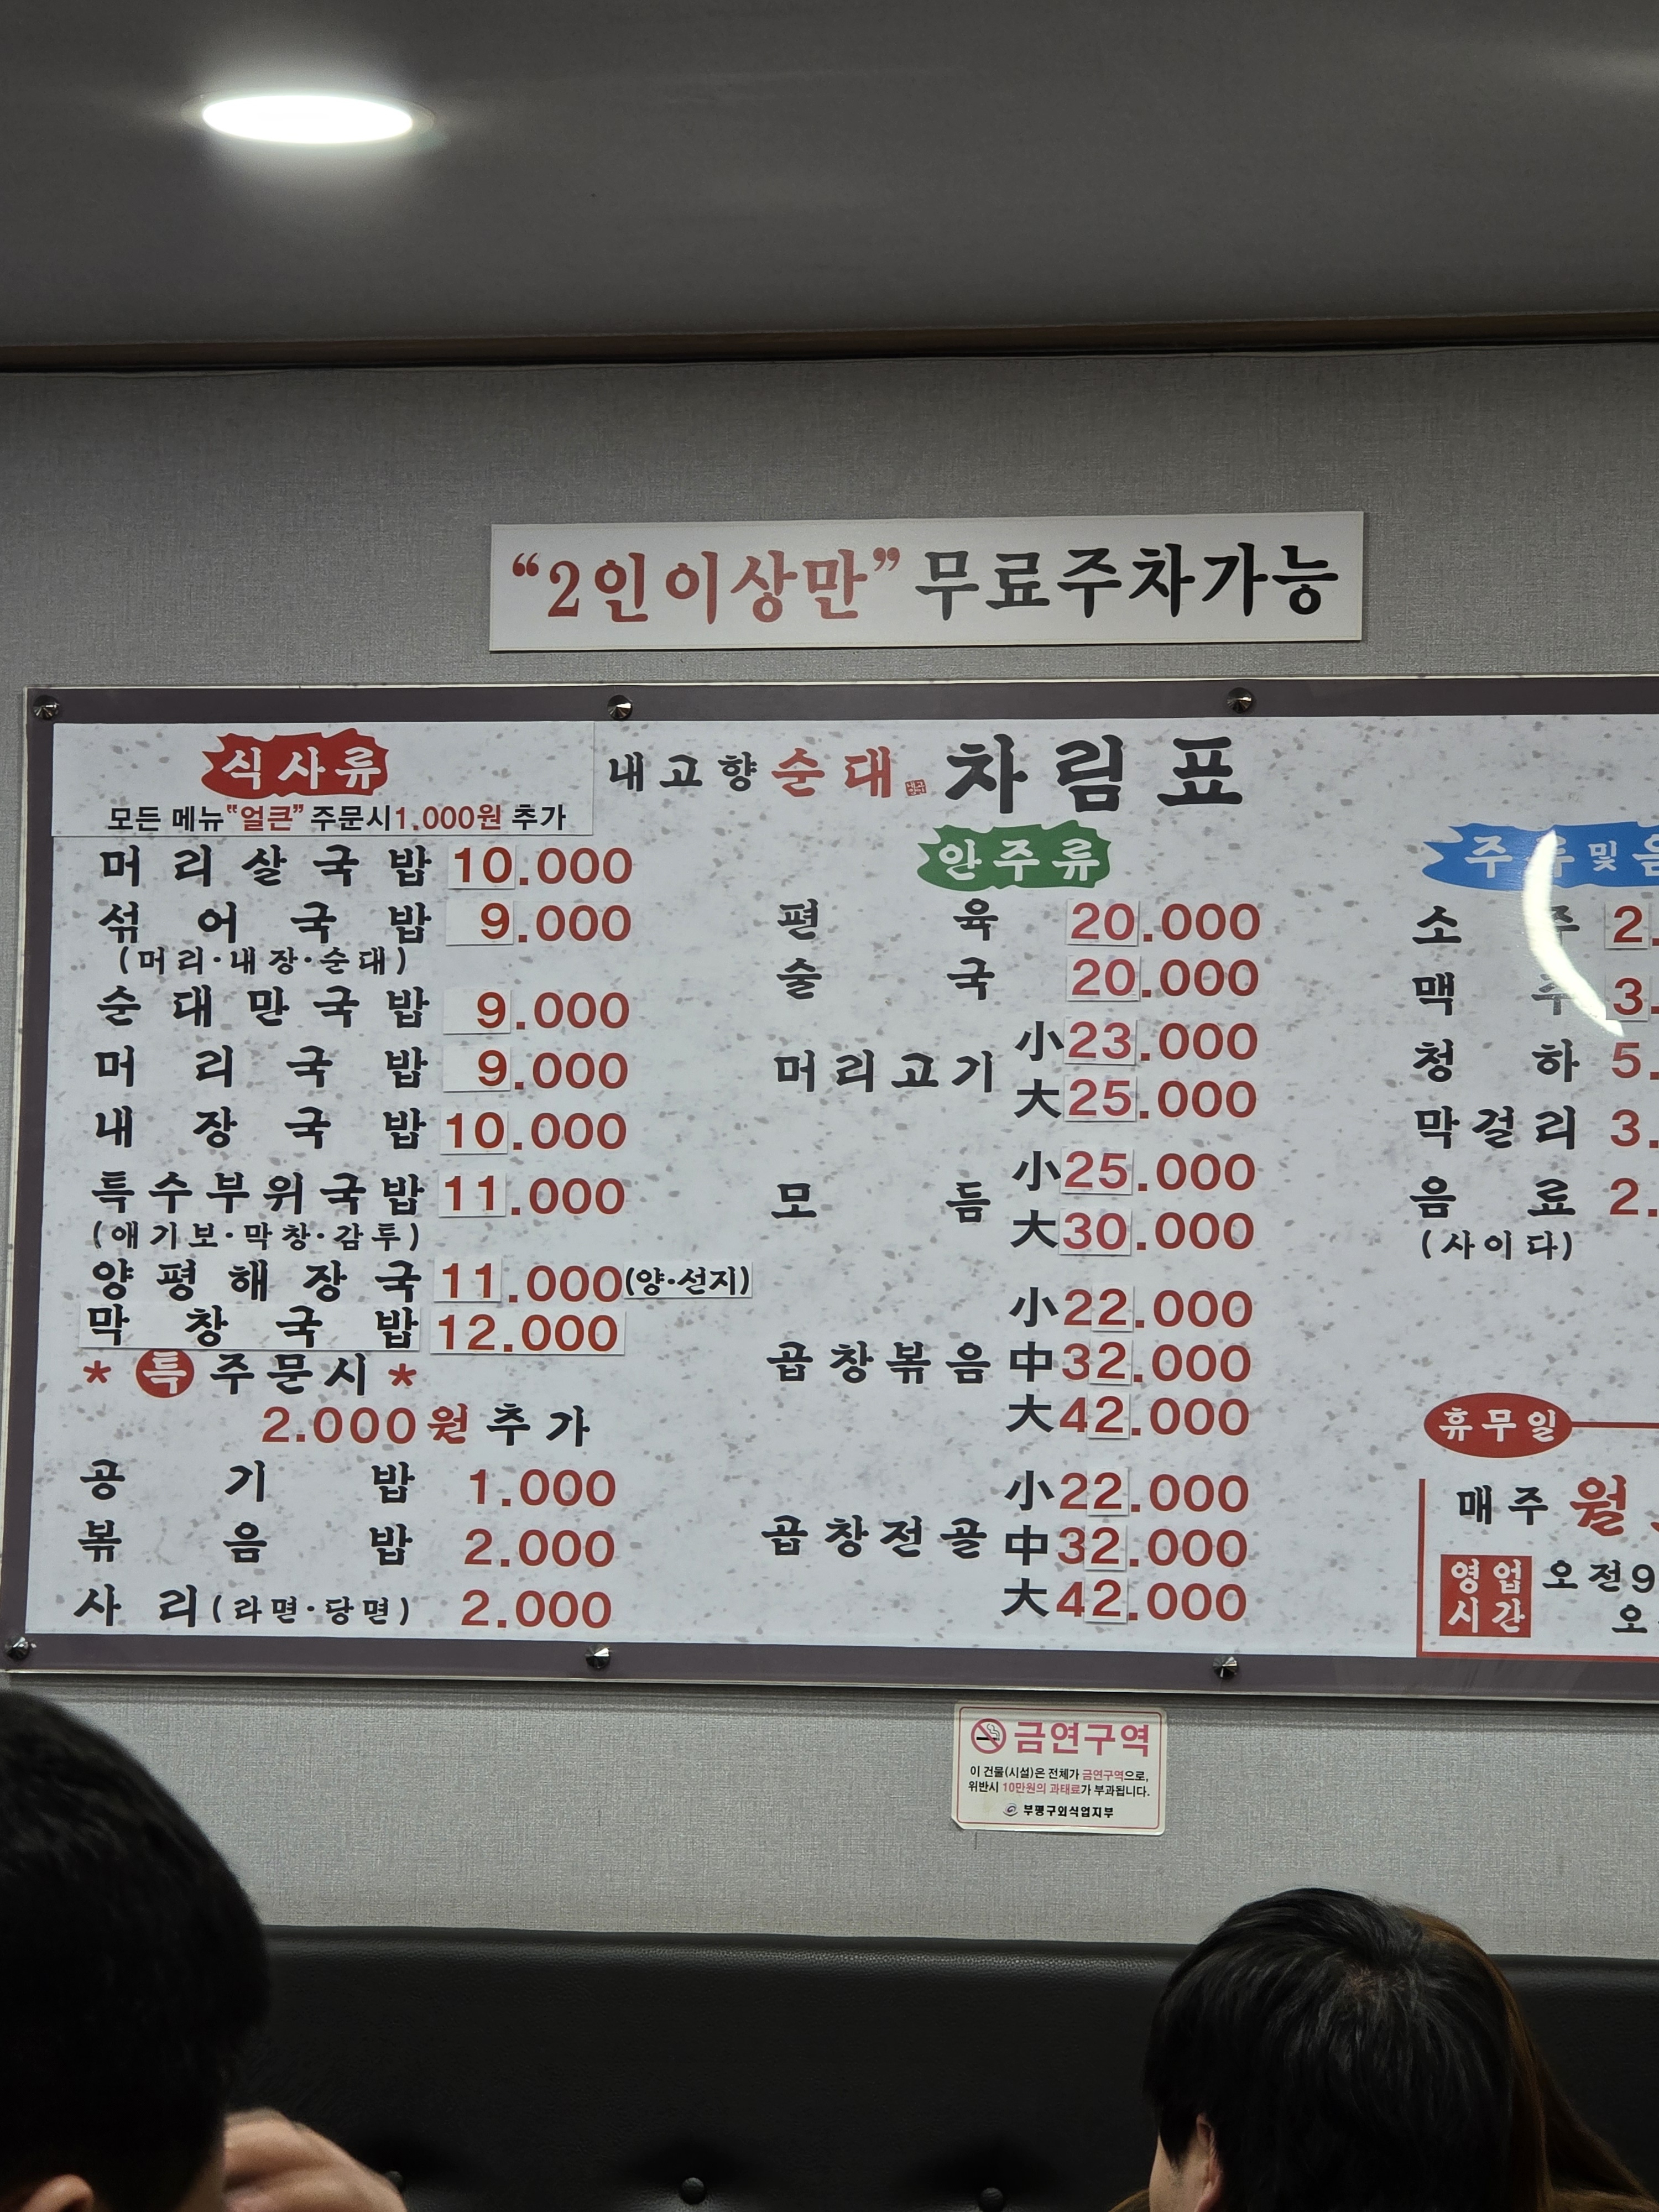 “2인이상만” 무료주차가능
내고향 순대 차림표
식사류
모든 메뉴 “얼큰” 주문시 1.000원 추가
머리살국밥 10.000
섞어국밥 9.000
(머리·내장·순대)
순대만국밥 9.000
머리국밥 9.000
내장국밥 10.000
특수부위국밥 11.000
(애기보·막창·감투)
양평해장국 11.000 (양·선지)
막창국밥 12.000
* 특 주문시 *
2.000원 추가
공기밥 1.000
볶음밥 2.000
사리(라면·당면) 2.000
안주류
편육 20.000
술국 20.000
머리고기 小 23.000
大 25.000
모듬 小 25.000
大 30.000
곱창볶음 小 22.000
中 32.000
大 42.000
곱창전골 小 22.000
中 32.000
大 42.000
주류 및 음
소주 2.
맥주 3.
청하 5.
막걸리 3.
음료 2.
(사이다)
휴무일
매주 월
영업시간 오전9
오
금연구역
이 건물(시설)은 전체가 금연구역으로,
위반시 10만원의 과태료가 부과됩니다.
부평구외식업지부